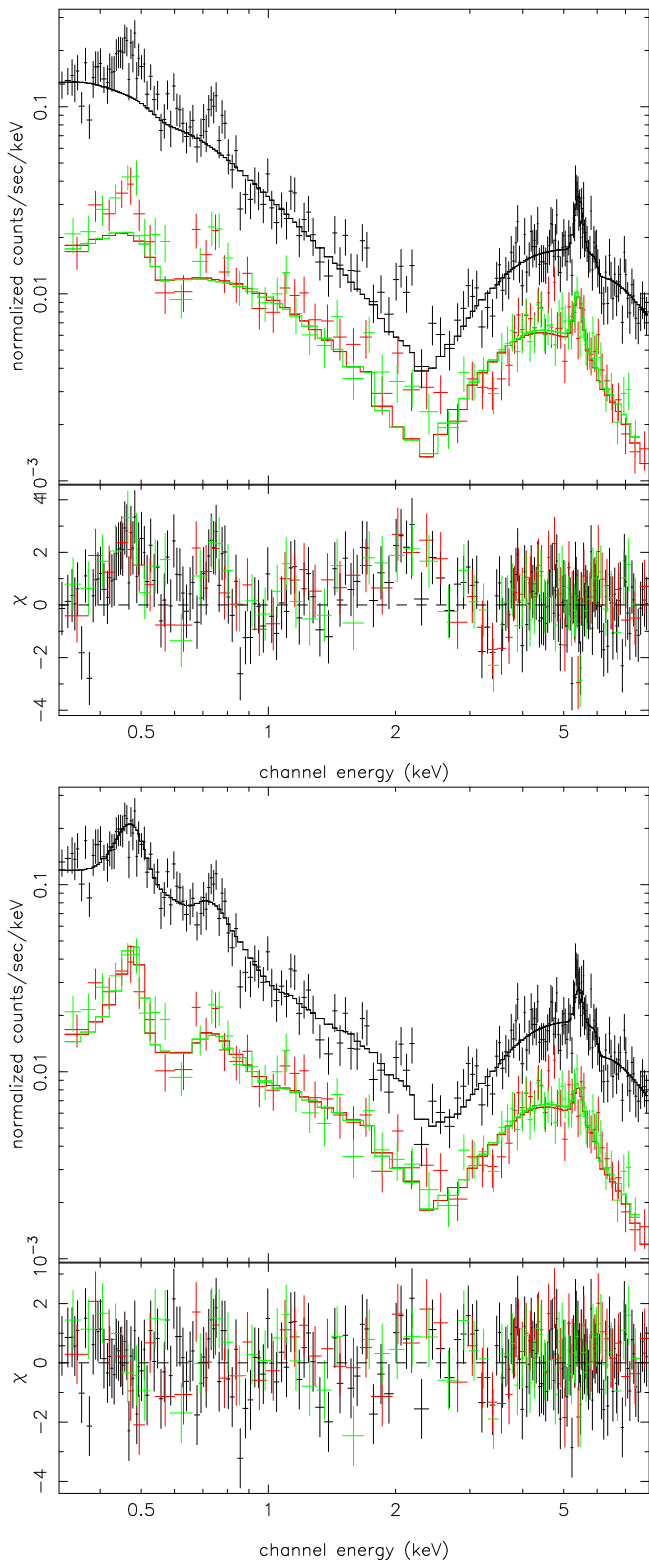 normalized counts/sec/keV
0.1
0.01
10⁻³
χ
4
2
0
−2
−4
0.5 1 2 5
channel energy (keV)
normalized counts/sec/keV
0.1
0.01
10⁻³
χ
2
0
−2
−4
0.5 1 2 5
channel energy (keV)